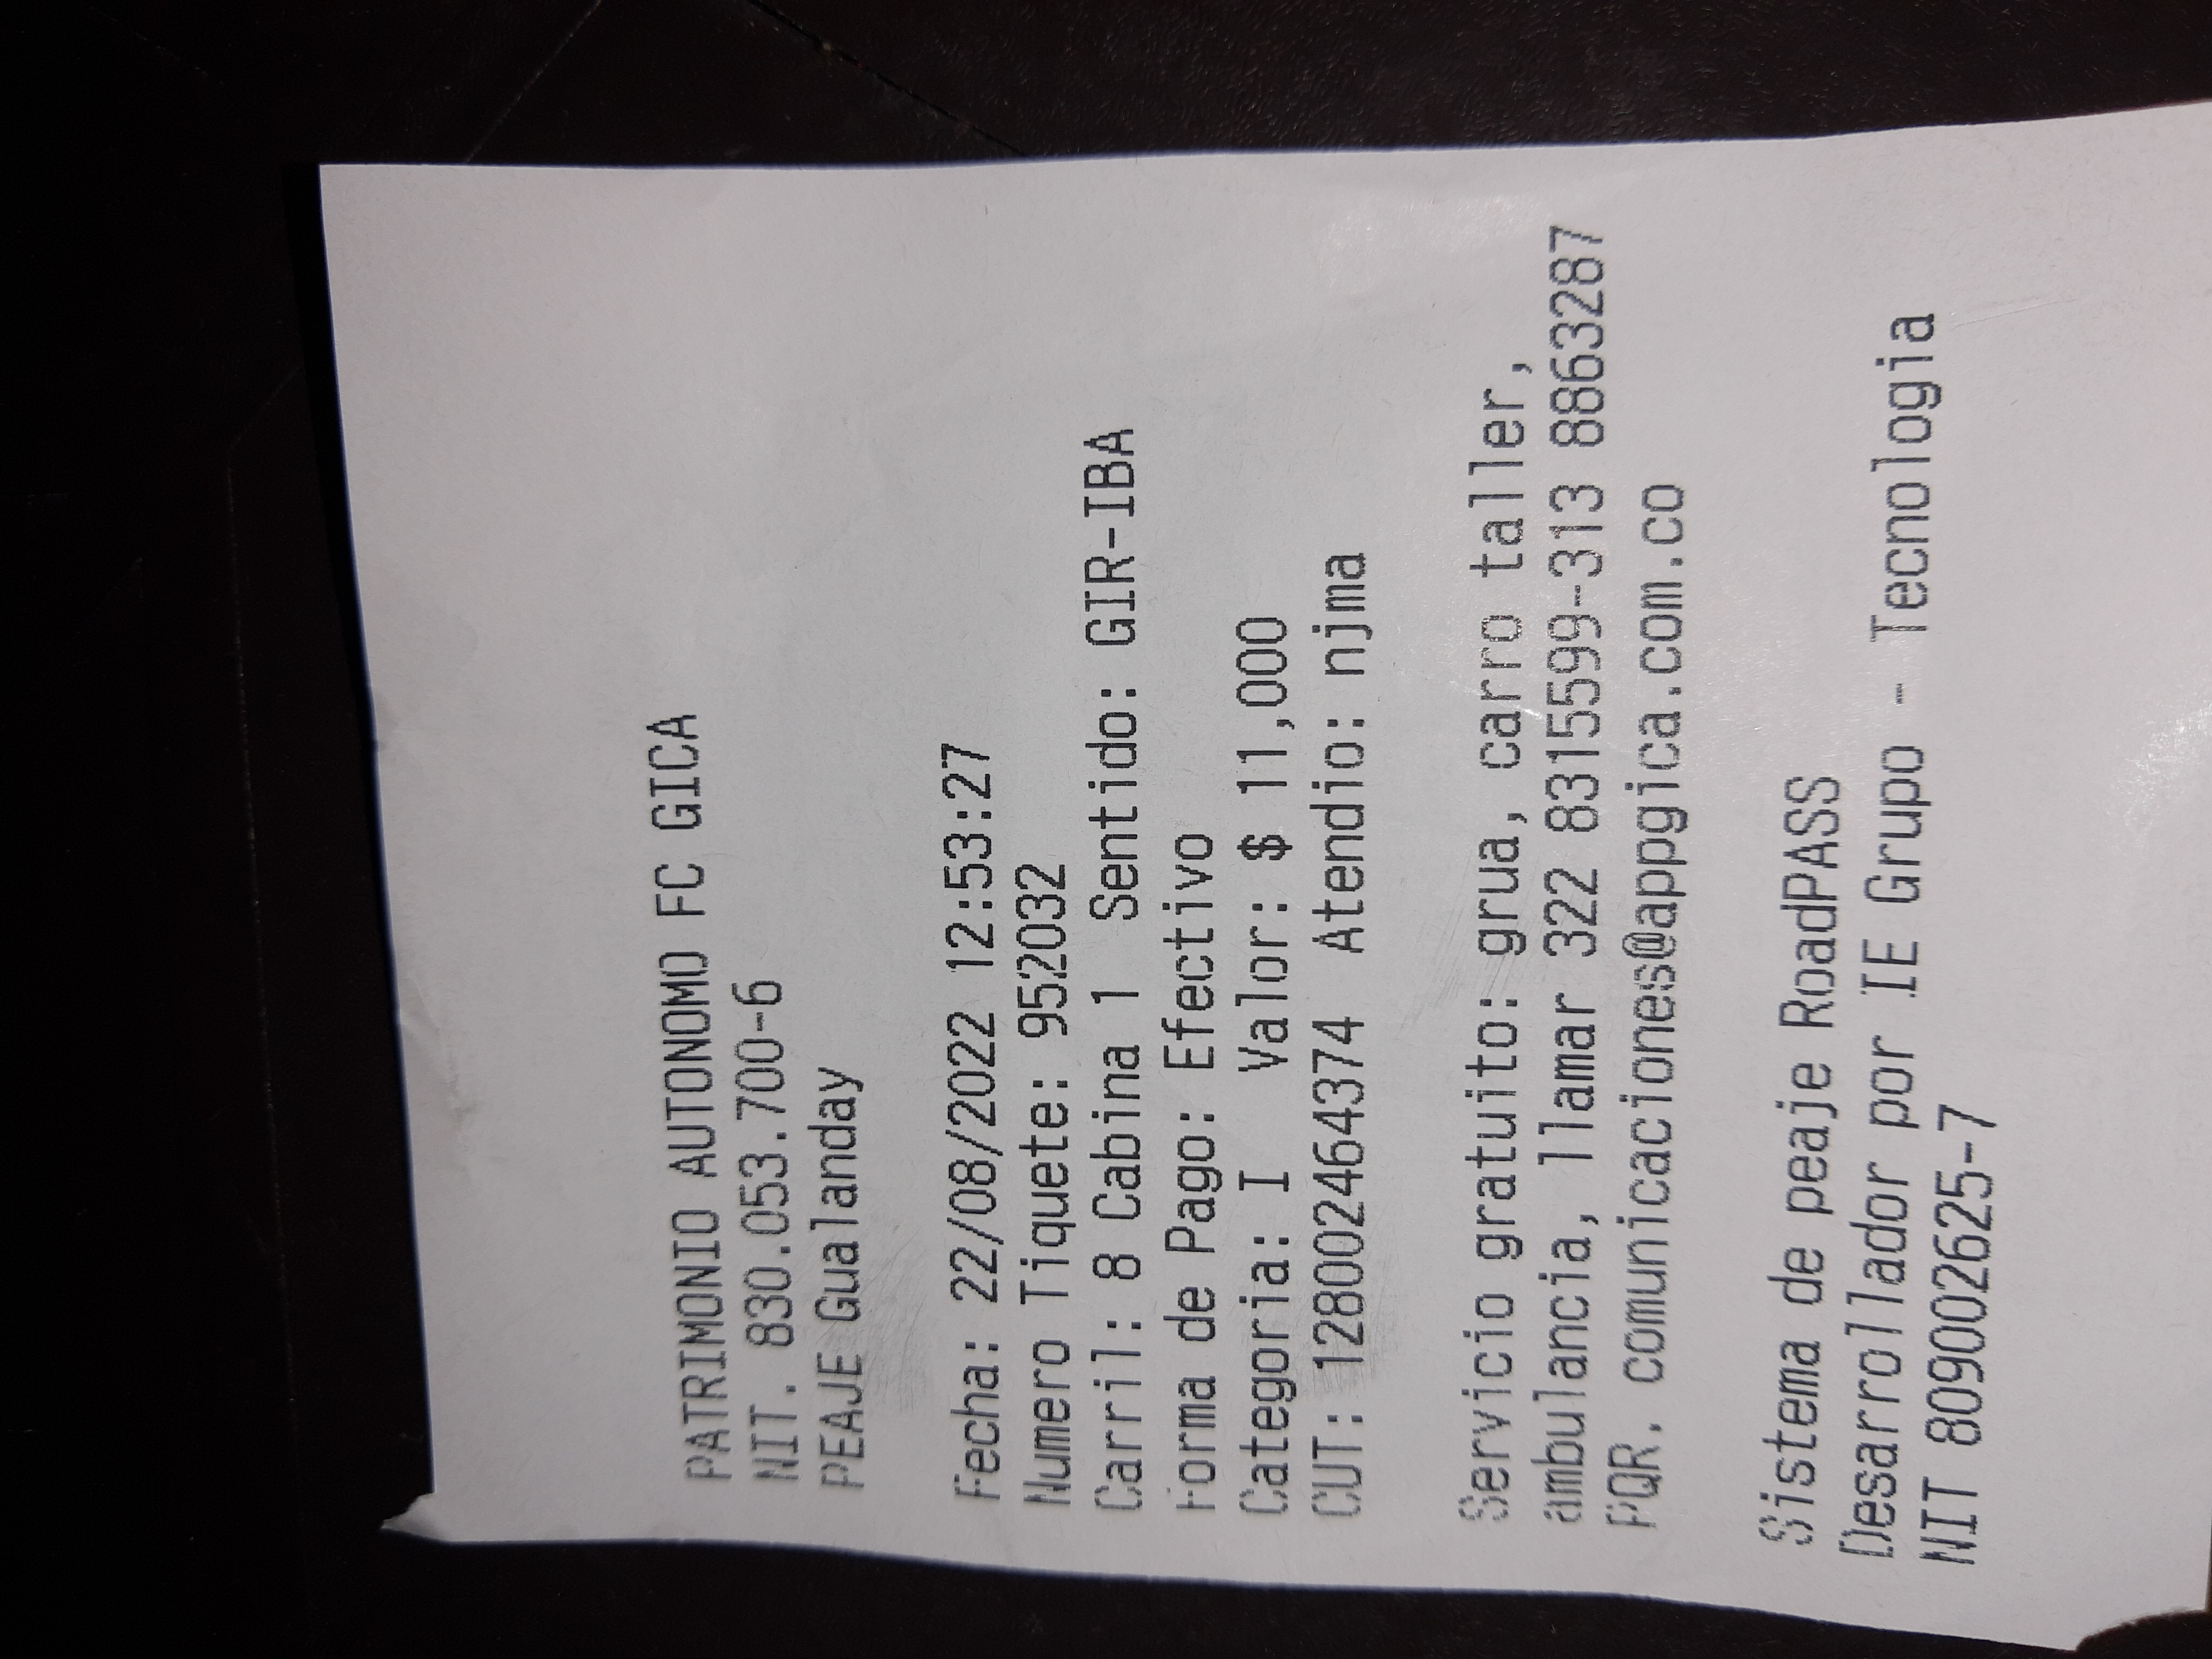 PATRIMONIO AUTONOMO FC GICA
NIT. 830.053.700-6
PEAJE Gualanday
Fecha: 22/08/2022 12:53:27
Numero Tiquete: 952032
Carril: 8 Cabina 1 Sentido: GIR-IBA
Forma de Pago: Efectivo
Categoria: I Valor: $ 11,000
CUT: 12800246​4374 Atendio: njma
Servicio gratuito: grua, carro taller,
ambulancia, llamar 322 8315599-313 8863287
PQR. comunicaciones@appgica.com.co
Sistema de peaje RoadPASS
Desarrollador por IE Grupo - Tecnologia
NIT 809002625-7